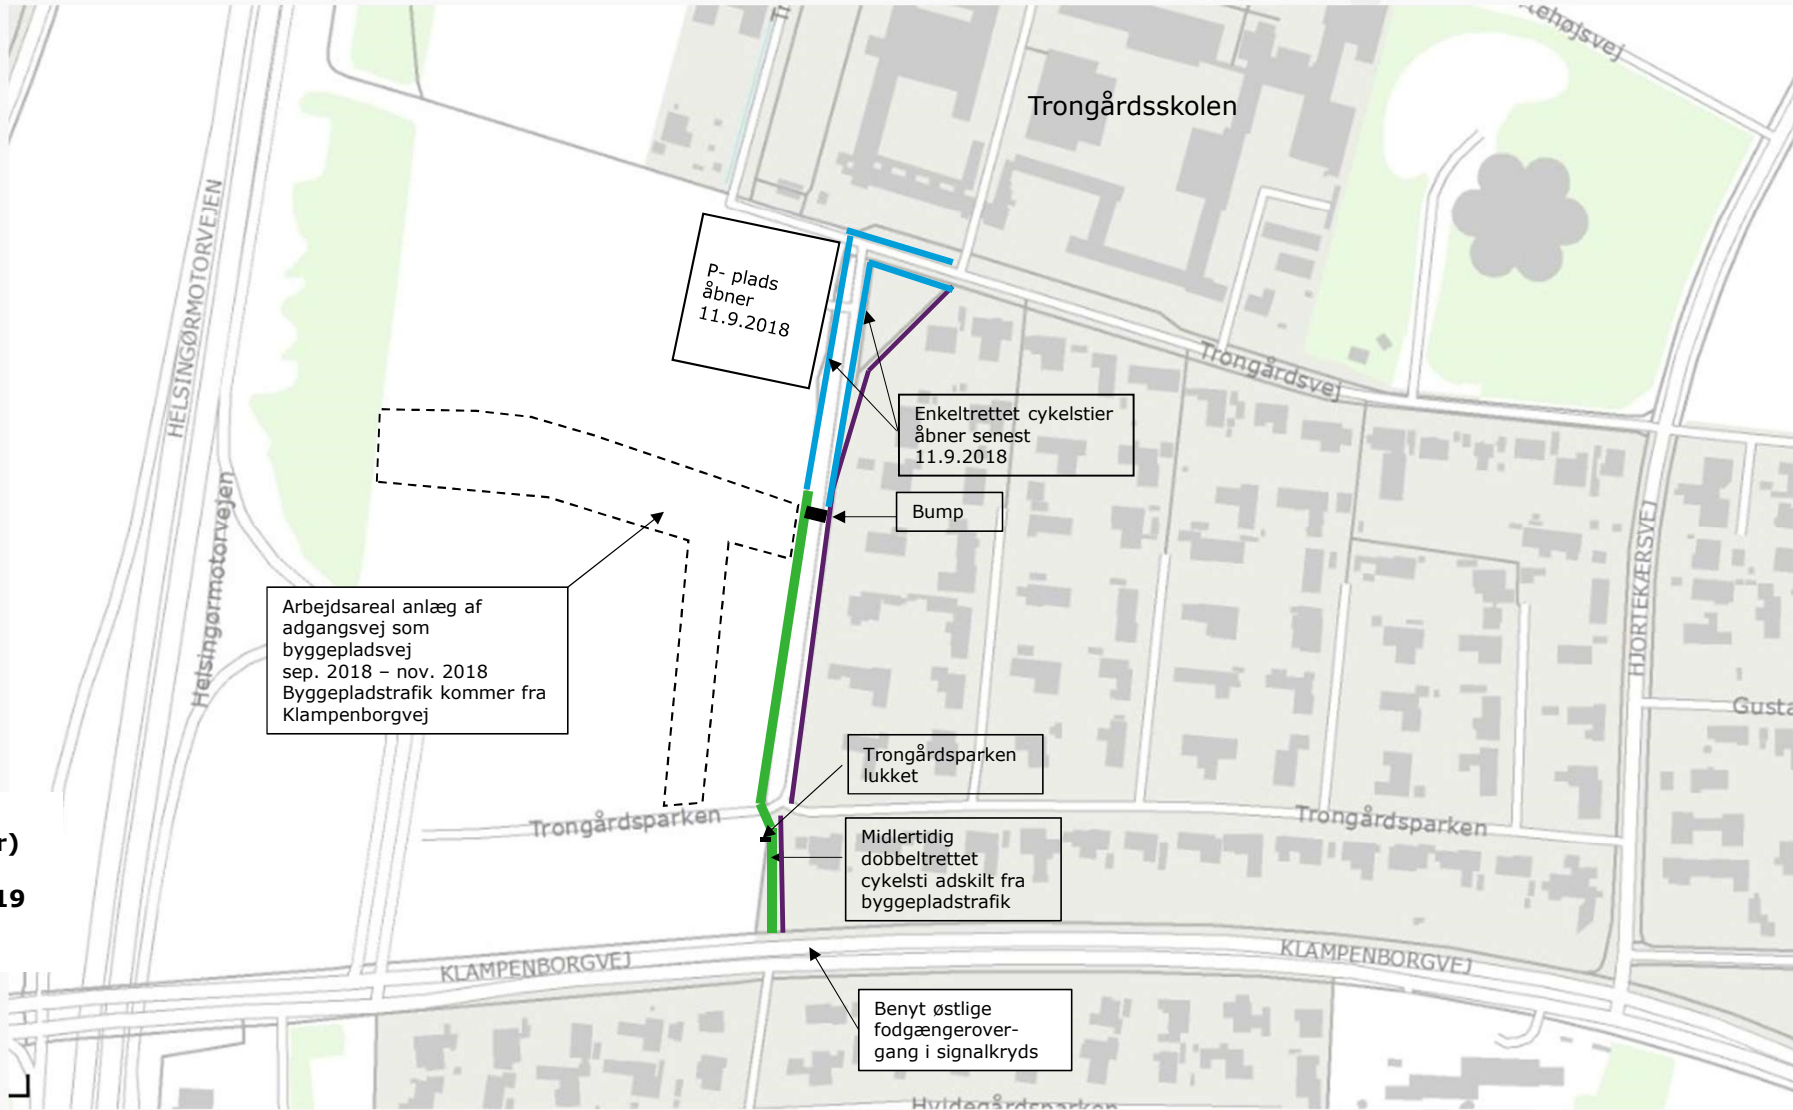 Trongårdsskolen
HELSINGØRMOTORVEJEN
P- plads
åbner
11.9.2018
Trongårdsvej
Enkeltrettet cykelstier
åbner senest
11.9.2018
Bump
Helsingørmotorvejen
HJORTEKÆRSVEJ
Arbejdsareal anlæg af
adgangsvej som
byggepladsvej
sep. 2018 – nov. 2018
Byggepladstrafik kommer fra
Klampenborgvej
Gusta
Trongårdsparken
lukket
Trongårdsparken
Trongårdsparken
r)
19
Midlertidig
dobbeltrettet
cykelsti adskilt fra
byggepladstrafik
KLAMPENBORGVEJ
KLAMPENBORGVEJ
Benyt østlige
fodgængerover-
gang i signalkryds
Hvidegårdsparken